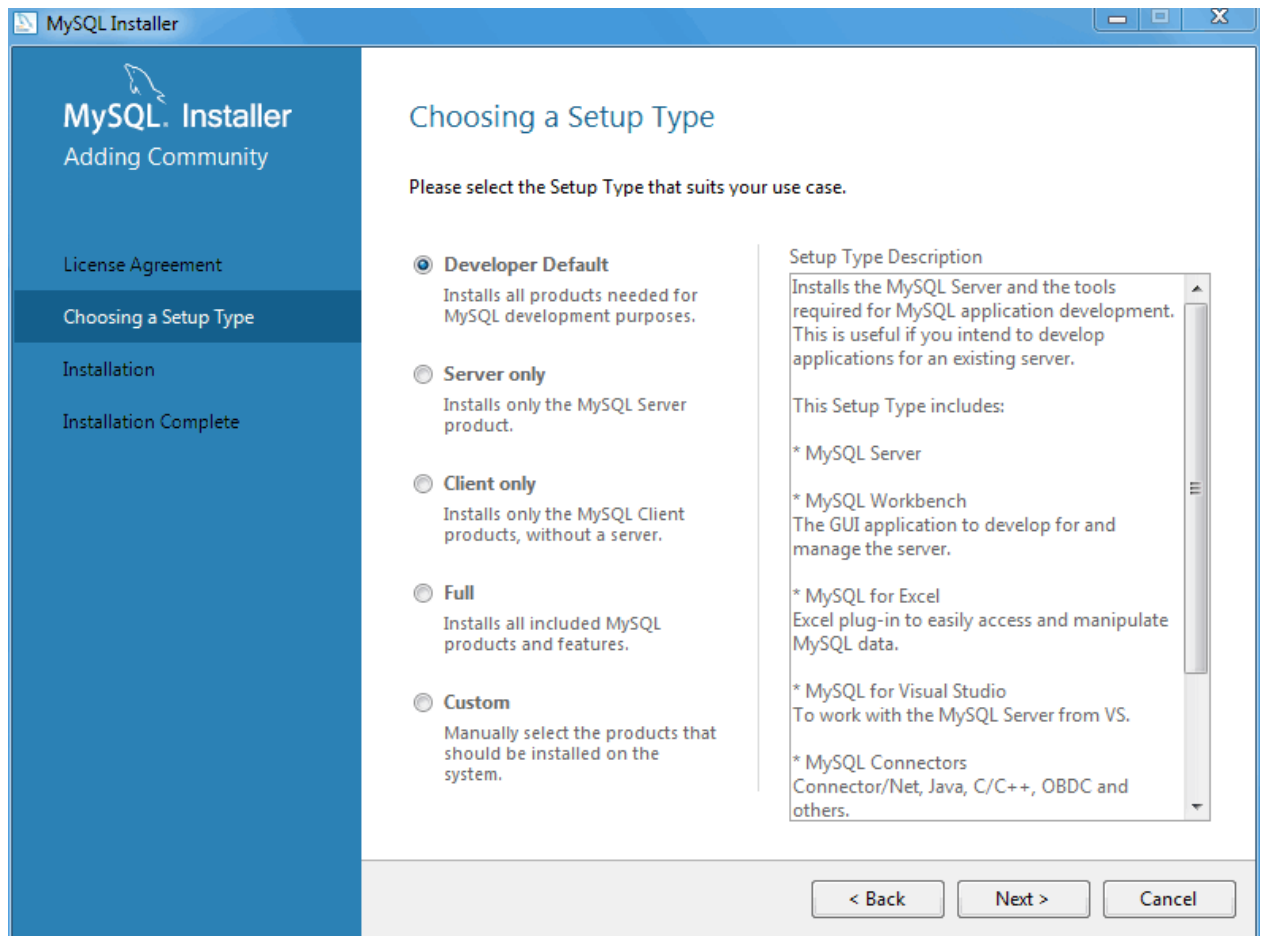 MySQL Installer
MySQL. Installer
Adding Community
License Agreement
Choosing a Setup Type
Installation
Installation Complete
Choosing a Setup Type
Please select the Setup Type that suits your use case.
Developer Default
Installs all products needed for
MySQL development purposes.
Server only
Installs only the MySQL Server
product.
Client only
Installs only the MySQL Client
products, without a server.
Full
Installs all included MySQL
products and features.
Custom
Manually select the products that
should be installed on the
system.
Setup Type Description
Installs the MySQL Server and the tools
required for MySQL application development.
This is useful if you intend to develop
applications for an existing server.
This Setup Type includes:
* MySQL Server
* MySQL Workbench
The GUI application to develop for and
manage the server.
* MySQL for Excel
Excel plug-in to easily access and manipulate
MySQL data.
* MySQL for Visual Studio
To work with the MySQL Server from VS.
* MySQL Connectors
Connector/Net, Java, C/C++, OBDC and
others.
< Back
Next >
Cancel